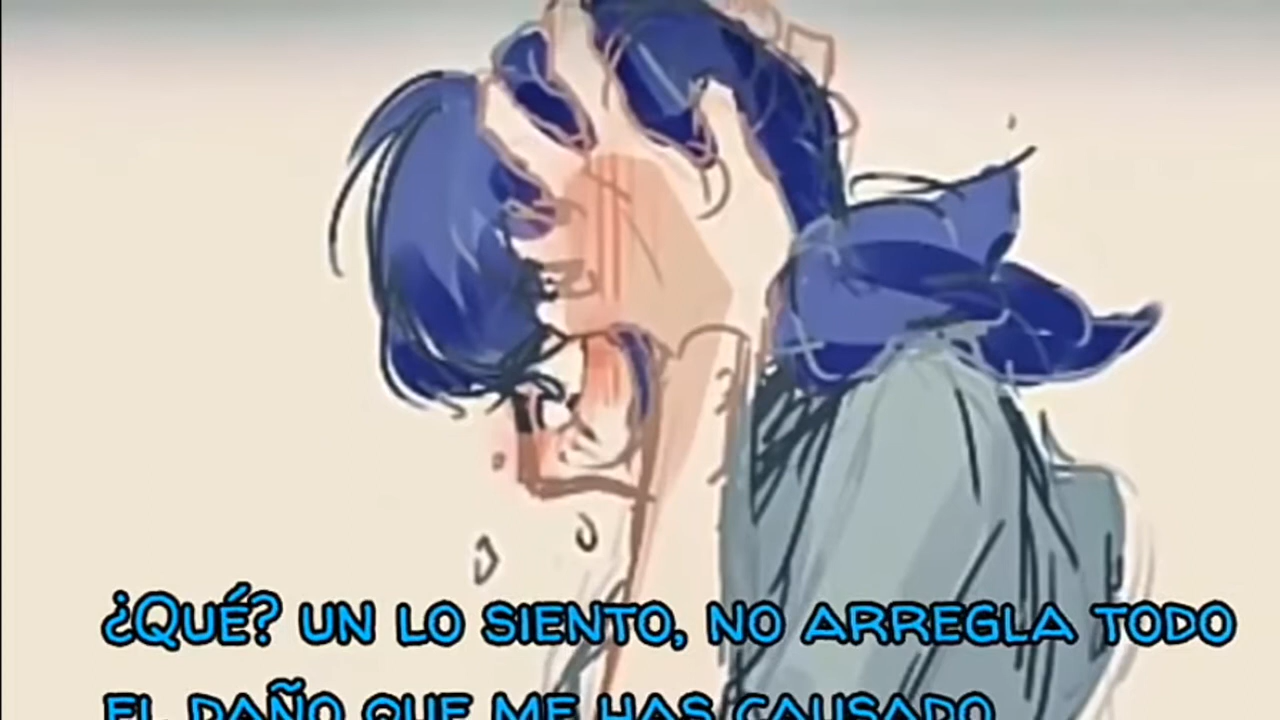 ¿QUÉ? UN LO SIENTO, NO ARREGLA TODO
EL DAÑO QUE ME HAS CAUSADO